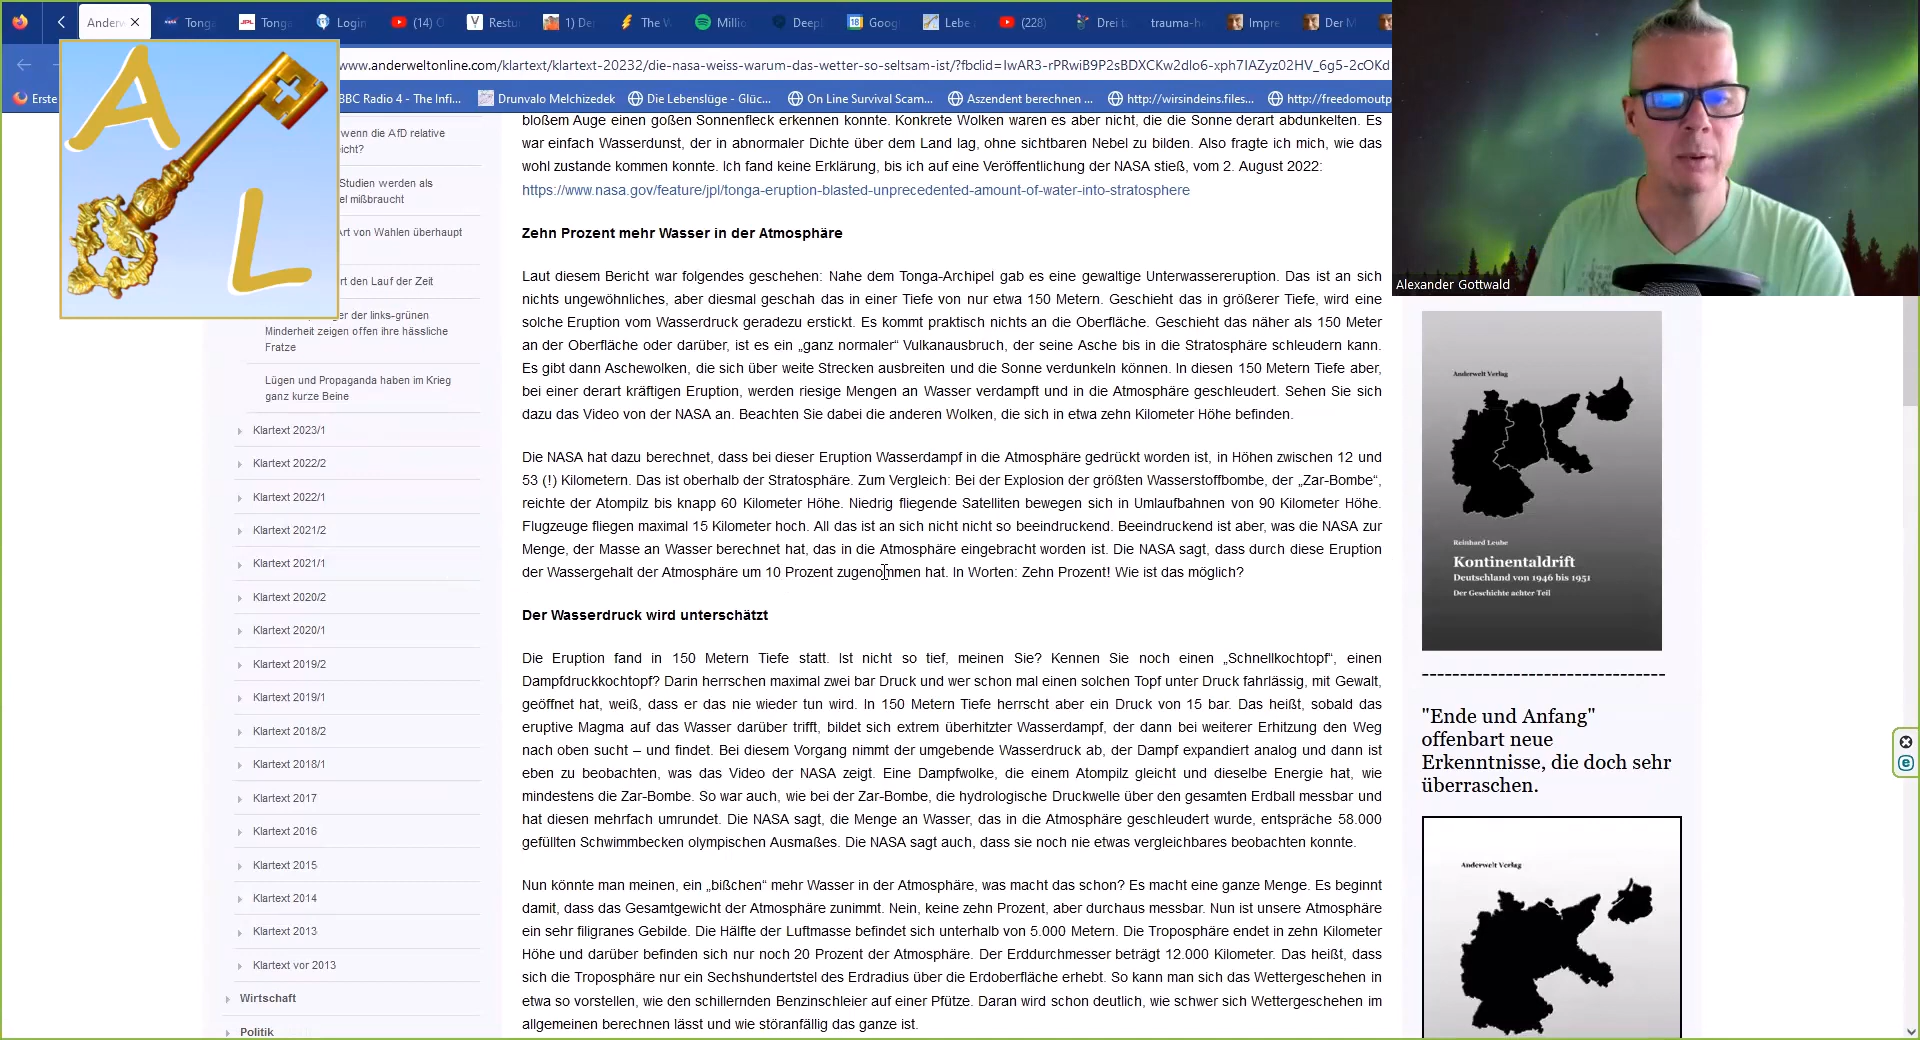 Anderw
Tonga
Tonga
Login
(14)
Restu
1) De
The V
Millio
Deep
Goog
Lebe
(228)
Drei t
trauma-h
Impre
Der M
www.anderweltonline.com/klartext/klartext-20232/die-nasa-weiss-warum-das-wetter-so-seltsam-ist/?fbclid=IwAR3-rPRwiB9P2sBDXCKw2dlo6-xph7IAZyz02HV_6g5-2cOKd
Erste
BBC Radio 4 - The Infi...
Drunvalo Melchizedek
Die Lebenslüge - Glüc...
On Line Survival Scam...
Aszendent berechnen ...
http://wirsindeins.files...
http://freedomoutp
A
L
Alexander Gottwald
wenn die AfD relative
eicht?
Studien werden als
el mißbraucht
Art von Wahlen überhaupt
rt den Lauf der Zeit
ger der links-grünen
Minderheit zeigen offen ihre hässliche
Fratze
Lügen und Propaganda haben im Krieg
ganz kurze Beine
Klartext 2023/1
Klartext 2022/2
Klartext 2022/1
Klartext 2021/2
Klartext 2021/1
Klartext 2020/2
Klartext 2020/1
Klartext 2019/2
Klartext 2019/1
Klartext 2018/2
Klartext 2018/1
Klartext 2017
Klartext 2016
Klartext 2015
Klartext 2014
Klartext 2013
Klartext vor 2013
Wirtschaft
Politik
bloßem Auge einen goßen Sonnenfleck erkennen konnte. Konkrete Wolken waren es aber nicht, die die Sonne derart abdunkelten. Es
war einfach Wasserdunst, der in abnormaler Dichte über dem Land lag, ohne sichtbaren Nebel zu bilden. Also fragte ich mich, wie das
wohl zustande kommen konnte. Ich fand keine Erklärung, bis ich auf eine Veröffentlichung der NASA stieß, vom 2. August 2022:
https://www.nasa.gov/feature/jpl/tonga-eruption-blasted-unprecedented-amount-of-water-into-stratosphere
Zehn Prozent mehr Wasser in der Atmosphäre
Laut diesem Bericht war folgendes geschehen: Nahe dem Tonga-Archipel gab es eine gewaltige Unterwassereruption. Das ist an sich
nichts ungewöhnliches, aber diesmal geschah das in einer Tiefe von nur etwa 150 Metern. Geschieht das in größerer Tiefe, wird eine
solche Eruption vom Wasserdruck geradezu erstickt. Es kommt praktisch nichts an die Oberfläche. Geschieht das näher als 150 Meter
an der Oberfläche oder darüber, ist es ein „ganz normaler“ Vulkanausbruch, der seine Asche bis in die Stratosphäre schleudern kann.
Es gibt dann Aschewolken, die sich über weite Strecken ausbreiten und die Sonne verdunkeln können. In diesen 150 Metern Tiefe aber,
bei einer derart kräftigen Eruption, werden riesige Mengen an Wasser verdampft und in die Atmosphäre geschleudert. Sehen Sie sich
dazu das Video von der NASA an. Beachten Sie dabei die anderen Wolken, die sich in etwa zehn Kilometer Höhe befinden.
Die NASA hat dazu berechnet, dass bei dieser Eruption Wasserdampf in die Atmosphäre gedrückt worden ist, in Höhen zwischen 12 und
53 (!) Kilometern. Das ist oberhalb der Stratosphäre. Zum Vergleich: Bei der Explosion der größten Wasserstoffbombe, der „Zar-Bombe“,
reichte der Atompilz bis knapp 60 Kilometer Höhe. Niedrig fliegende Satelliten bewegen sich in Umlaufbahnen von 90 Kilometer Höhe.
Flugzeuge fliegen maximal 15 Kilometer hoch. All das ist an sich nicht nicht so beeindruckend. Beeindruckend ist aber, was die NASA zur
Menge, der Masse an Wasser berechnet hat, das in die Atmosphäre eingebracht worden ist. Die NASA sagt, dass durch diese Eruption
der Wassergehalt der Atmosphäre um 10 Prozent zugenommen hat. In Worten: Zehn Prozent! Wie ist das möglich?
Der Wasserdruck wird unterschätzt
Die Eruption fand in 150 Metern Tiefe statt. Ist nicht so tief, meinen Sie? Kennen Sie noch einen „Schnellkochtopf“, einen
Dampfdruckkochtopf? Darin herrschen maximal zwei bar Druck und wer schon mal einen solchen Topf unter Druck fahrlässig, mit Gewalt,
geöffnet hat, weiß, dass er das nie wieder tun wird. In 150 Metern Tiefe herrscht aber ein Druck von 15 bar. Das heißt, sobald das
eruptive Magma auf das Wasser darüber trifft, bildet sich extrem überhitzter Wasserdampf, der dann bei weiterer Erhitzung den Weg
nach oben sucht – und findet. Bei diesem Vorgang nimmt der umgebende Wasserdruck ab, der Dampf expandiert analog und dann ist
eben zu beobachten, was das Video der NASA zeigt. Eine Dampfwolke, die einem Atompilz gleicht und dieselbe Energie hat, wie
mindestens die Zar-Bombe. So war auch, wie bei der Zar-Bombe, die hydrologische Druckwelle über den gesamten Erdball messbar und
hat diesen mehrfach umrundet. Die NASA sagt, die Menge an Wasser, das in die Atmosphäre geschleudert wurde, entspräche 58.000
gefüllten Schwimmbecken olympischen Ausmaßes. Die NASA sagt auch, dass sie noch nie etwas vergleichbares beobachten konnte.
Nun könnte man meinen, ein „bißchen“ mehr Wasser in der Atmosphäre, was macht das schon? Es macht eine ganze Menge. Es beginnt
damit, dass das Gesamtgewicht der Atmosphäre zunimmt. Nein, keine zehn Prozent, aber durchaus messbar. Nun ist unsere Atmosphäre
ein sehr filigranes Gebilde. Die Hälfte der Luftmasse befindet sich unterhalb von 5.000 Metern. Die Troposphäre endet in zehn Kilometer
Höhe und darüber befinden sich nur noch 20 Prozent der Atmosphäre. Der Erddurchmesser beträgt 12.000 Kilometer. Das heißt, dass
sich die Troposphäre nur ein Sechshundertstel des Erdradius über die Erdoberfläche erhebt. So kann man sich das Wettergeschehen in
etwa so vorstellen, wie den schillernden Benzinschleier auf einer Pfütze. Daran wird schon deutlich, wie schwer sich Wettergeschehen im
allgemeinen berechnen lässt und wie störanfällig das ganze ist.
Anderwelt Verlag
Reinhard Leube
Kontinentaldrift
Deutschland von 1946 bis 1951
Der Geschichte achter Teil
--------------------------------
"Ende und Anfang"
offenbart neue
Erkenntnisse, die doch sehr
überraschen.
Anderwelt Verlag